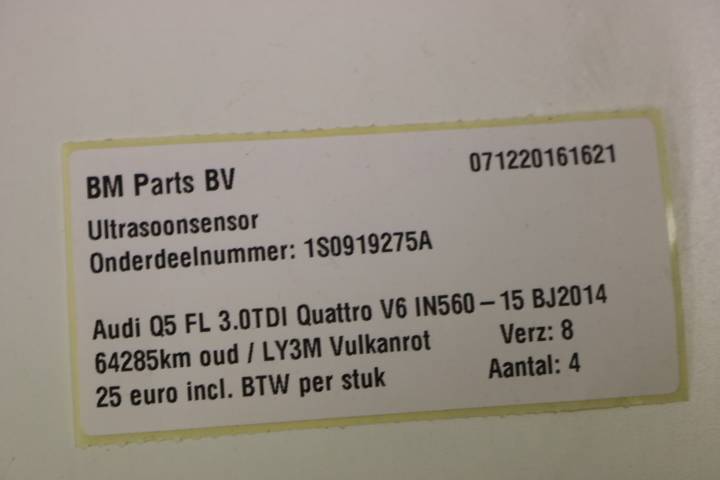 BM Parts BV 071220161621
Ultrasoonsensor
Onderdeelnummer: 1S0919275A
Audi Q5 FL 3.0TDI Quattro V6 IN560 – 15 BJ2014
64285km oud / LY3M Vulkanrot Verz: 8
25 euro incl. BTW per stuk Aantal: 4